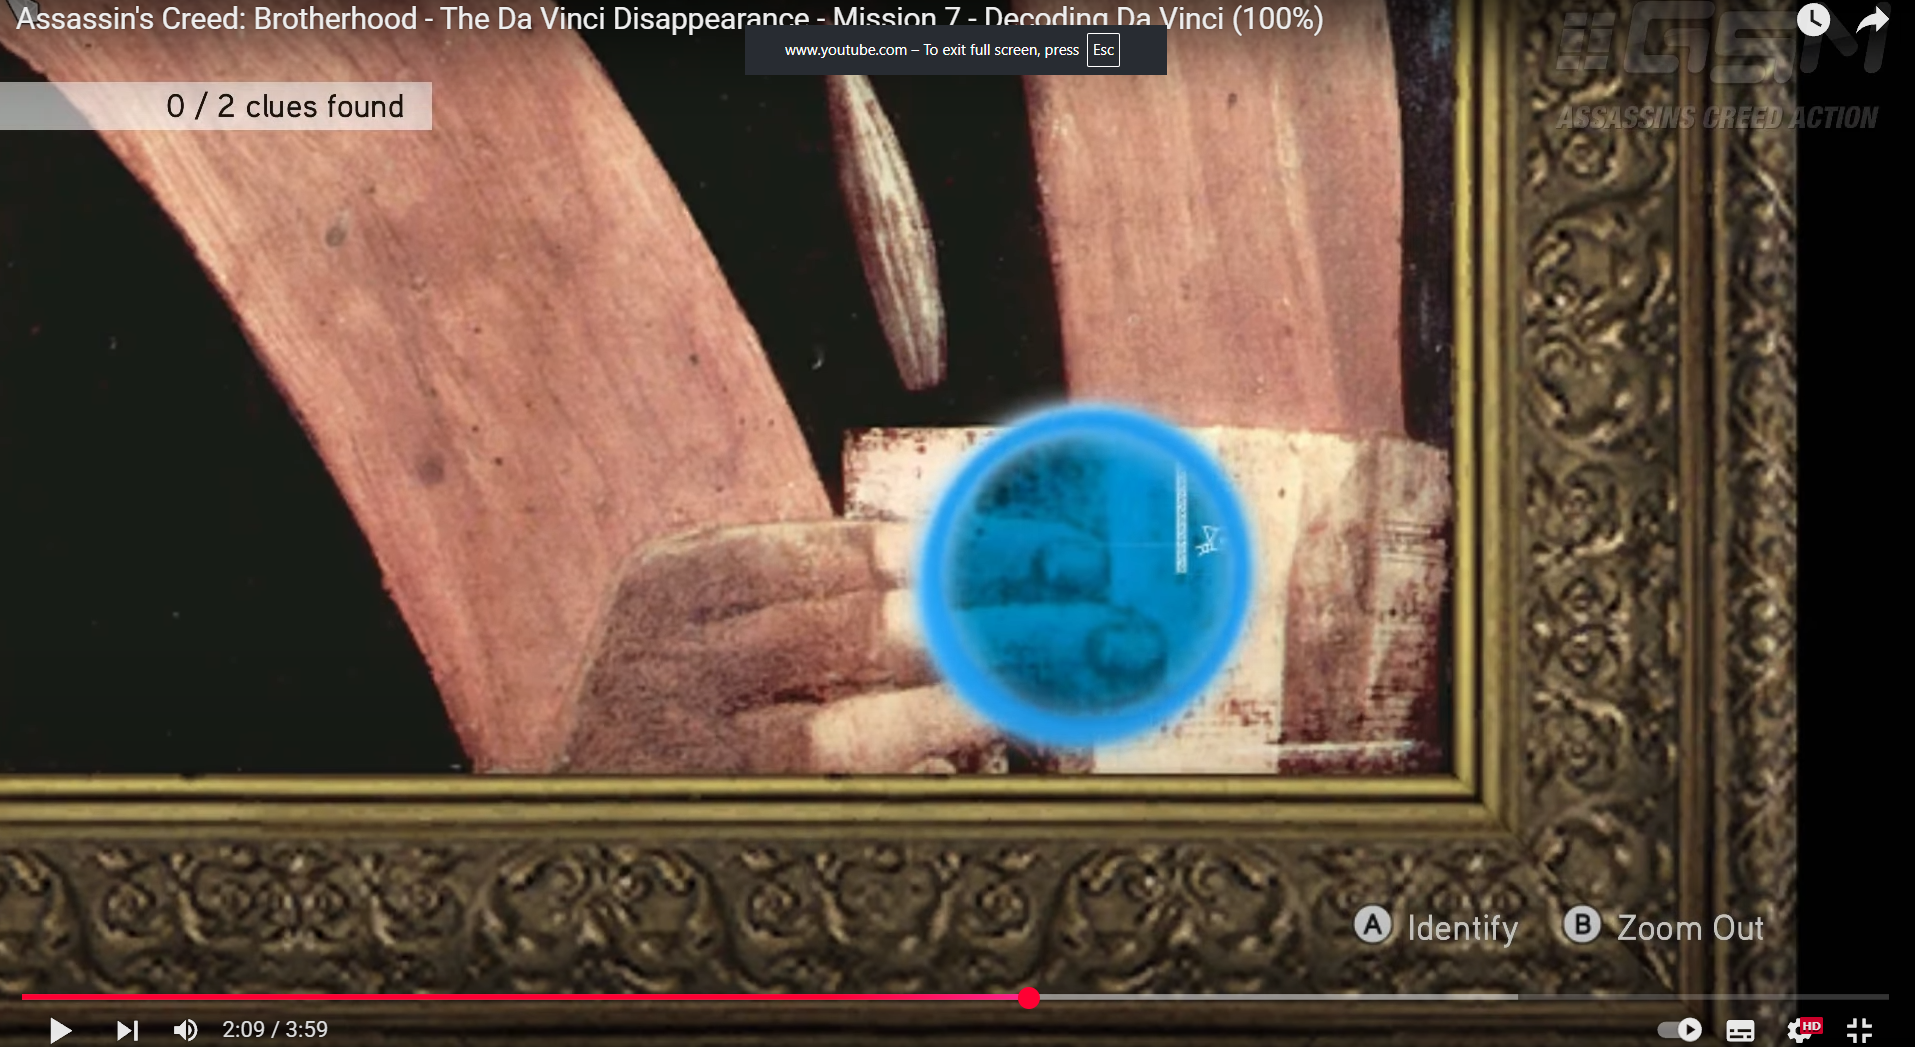 Assassin's Creed: Brotherhood - The Da Vinci Disappearance - Mission 7 - Decoding Da Vinci (100%)
www.youtube.com – To exit full screen, press Esc
GSM
ASSASSINS CREED ACTION
0 / 2 clues found
A Identify B Zoom Out
2:09 / 3:59
HD